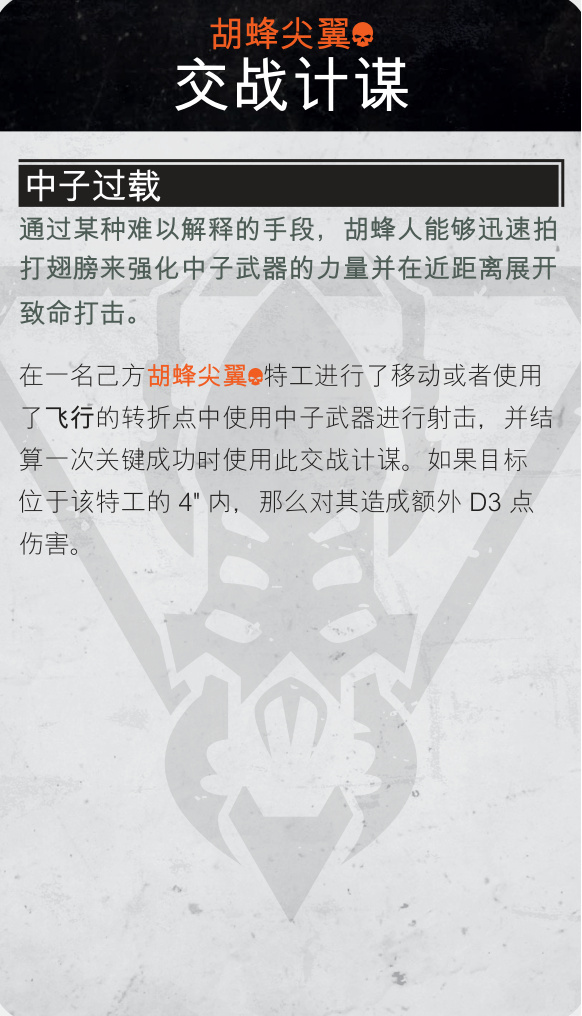 胡蜂尖翼
交战计谋
中子过载
通过某种难以解释的手段，胡蜂人能够迅速拍
打翅膀来强化中子武器的力量并在近距离展开
致命打击。
在一名己方胡蜂尖翼特工进行了移动或者使用
了飞行的转折点中使用中子武器进行射击，并结
算一次关键成功时使用此交战计谋。如果目标
位于该特工的 4" 内，那么对其造成额外 D3 点
伤害。